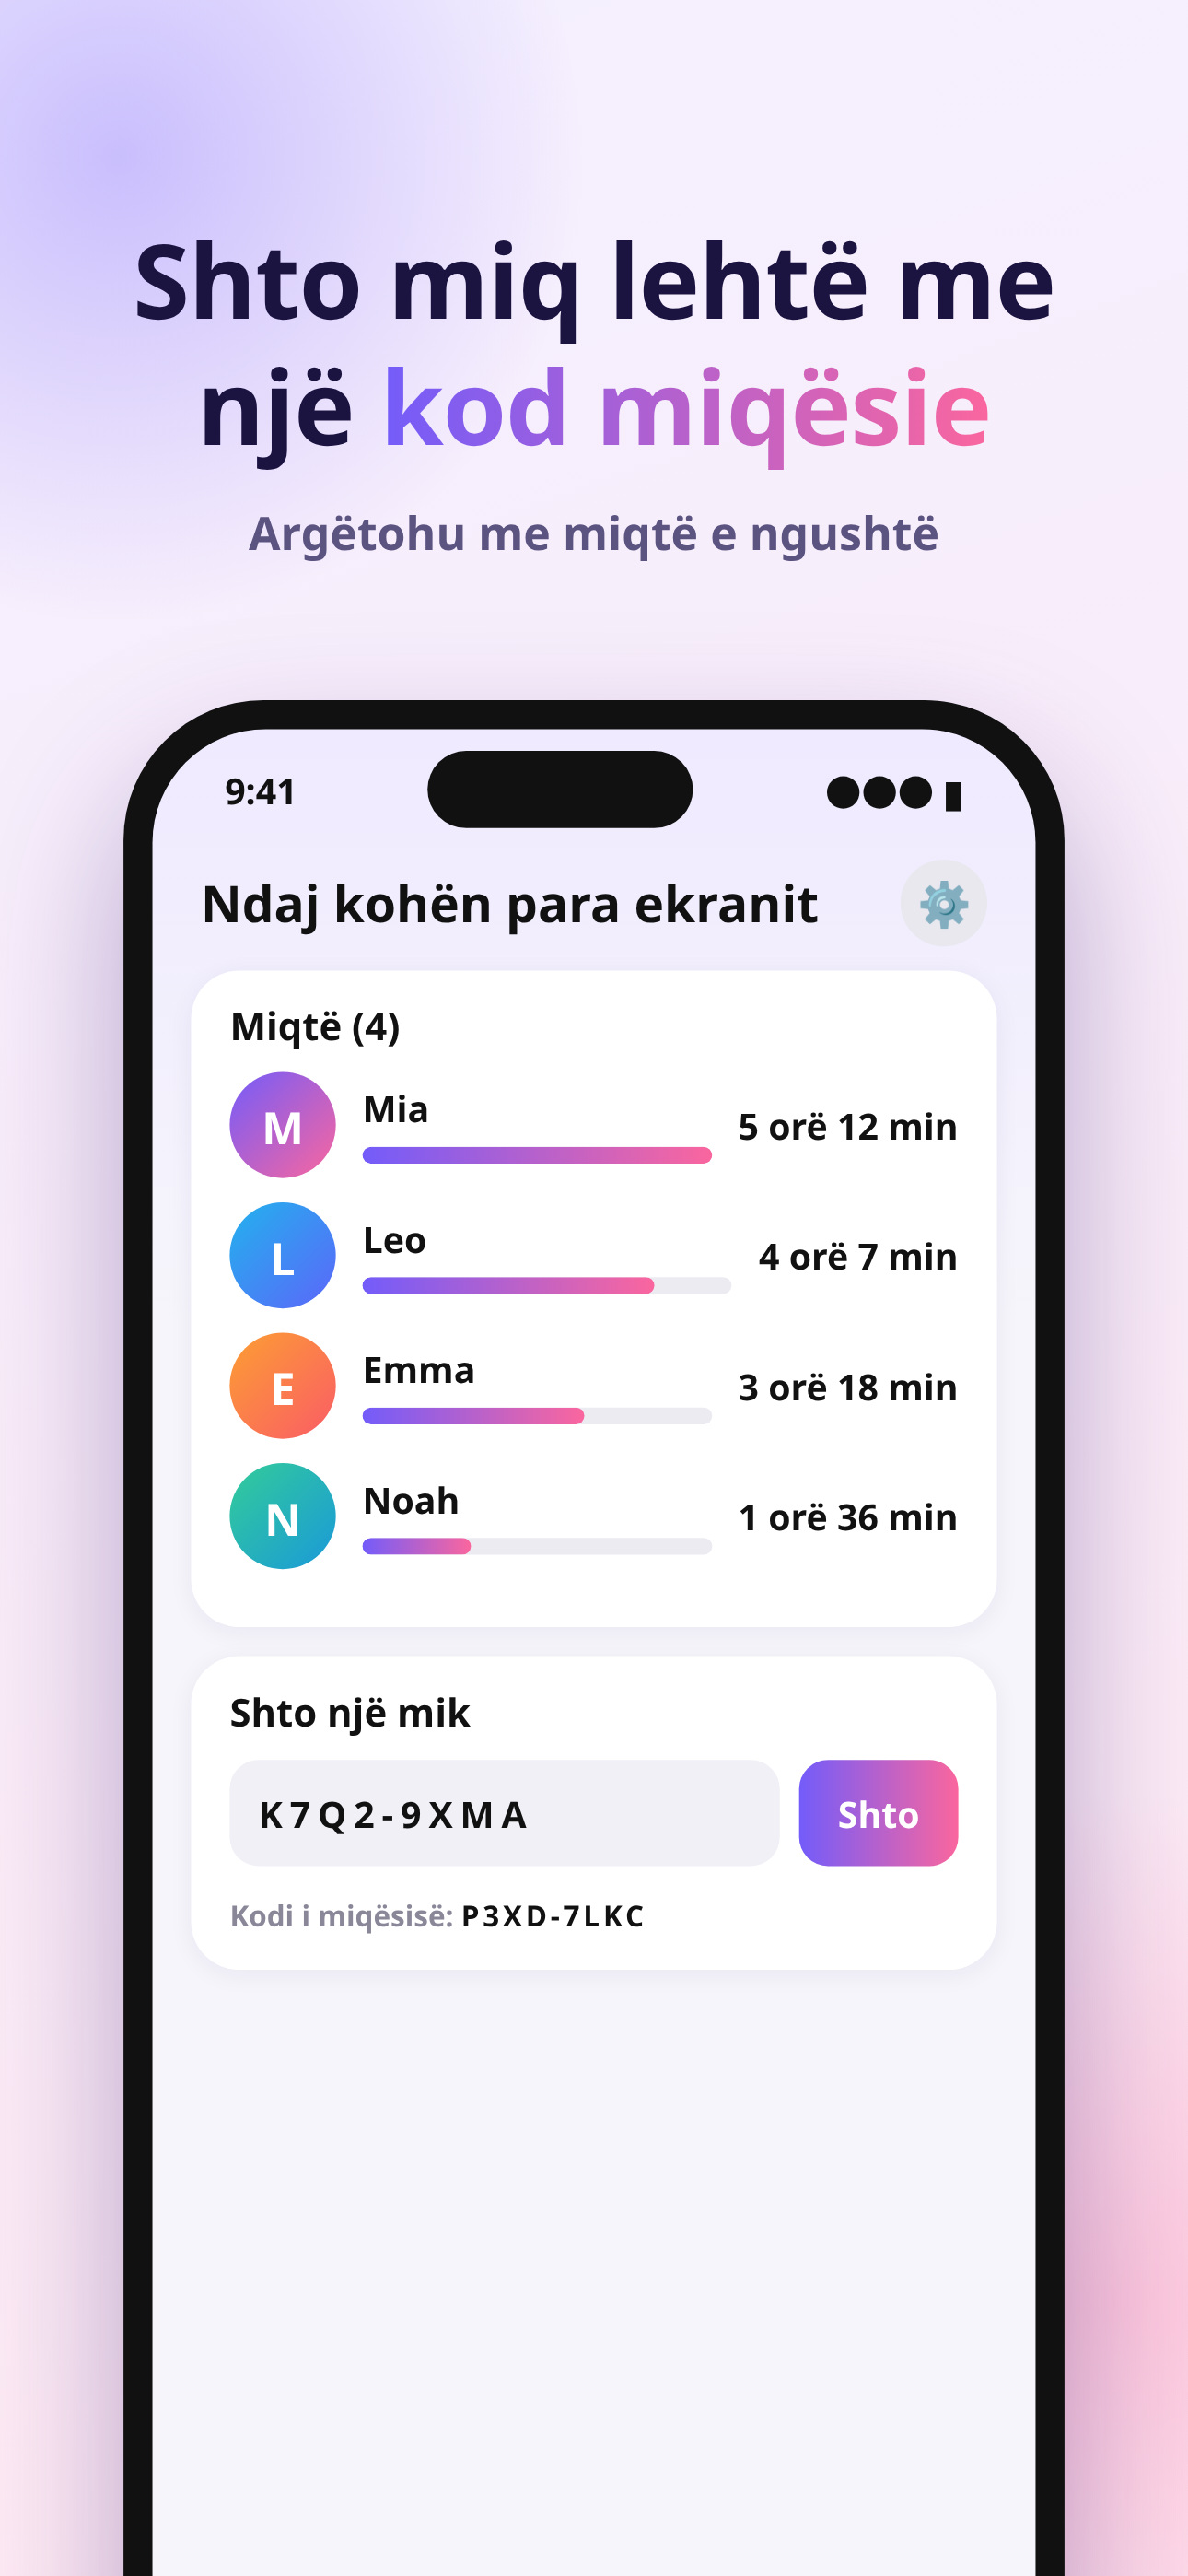 Shto miq lehtë me
një kod miqësie
Argëtohu me miqtë e ngushtë
9:41
Ndaj kohën para ekranit
Miqtë (4)
M
Mia
5 orë 12 min
L
Leo
4 orë 7 min
E
Emma
3 orë 18 min
N
Noah
1 orë 36 min
Shto një mik
K7Q2-9XMA
Shto
Kodi i miqësisë: P3XD-7LKC